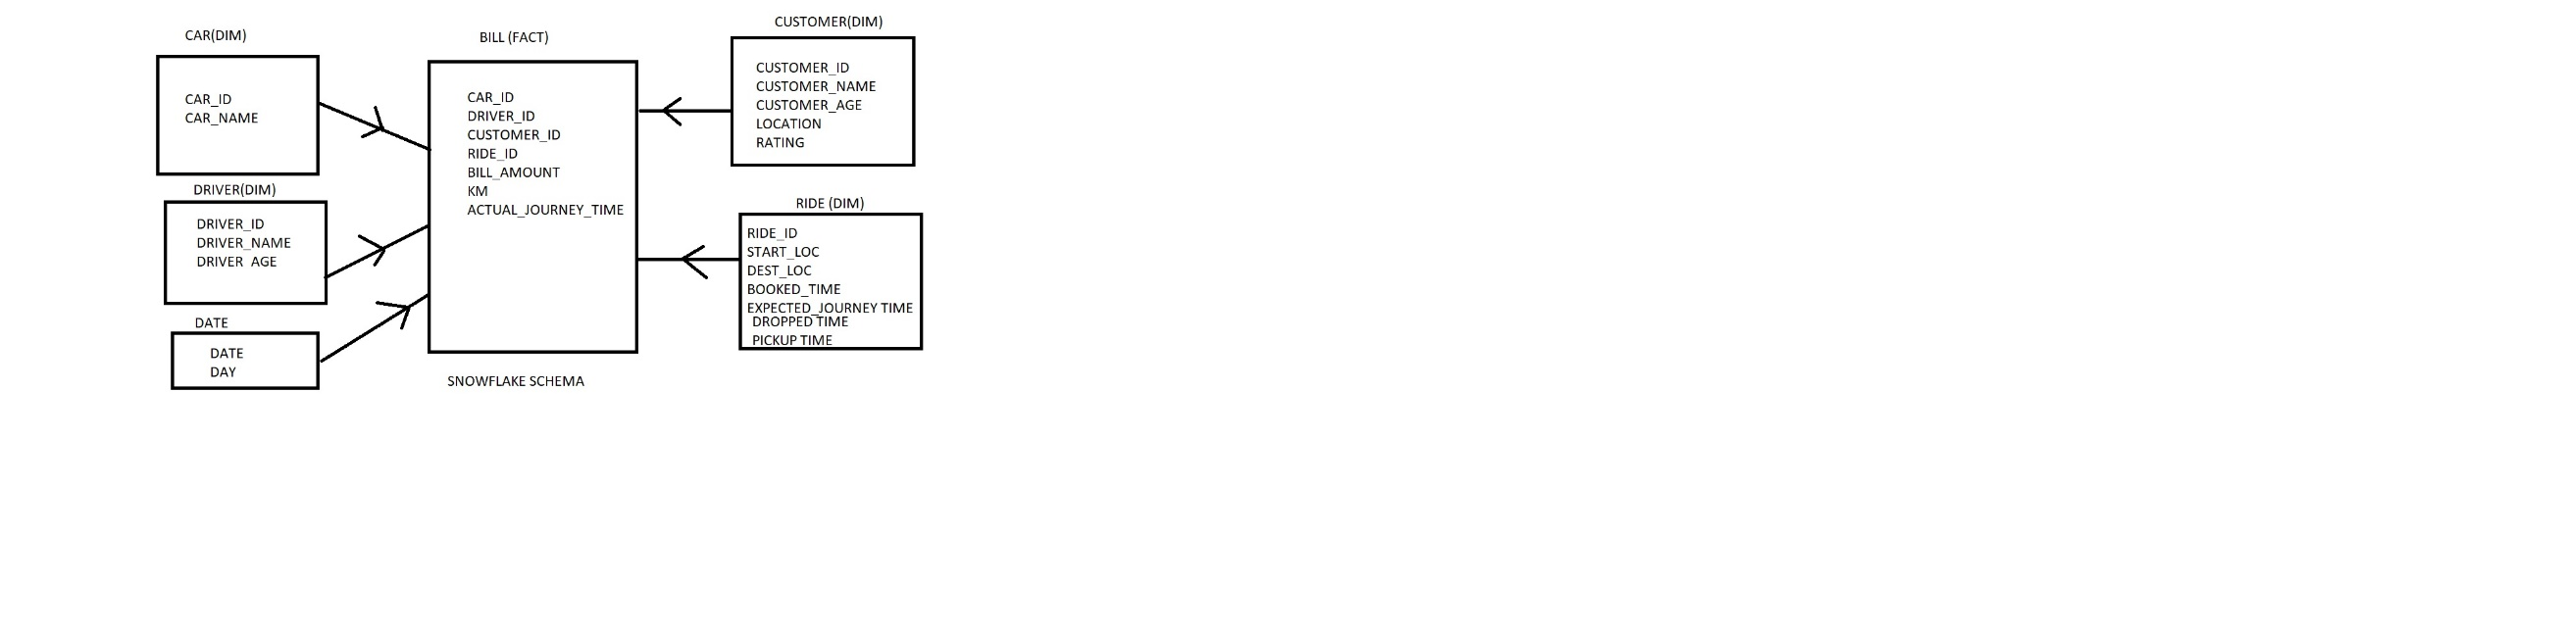 CAR(DIM)
CAR_ID
CAR_NAME
DRIVER(DIM)
DRIVER_ID
DRIVER_NAME
DRIVER AGE
DATE
DATE
DAY
BILL (FACT)
CAR_ID
DRIVER_ID
CUSTOMER_ID
RIDE_ID
BILL_AMOUNT
KM
ACTUAL_JOURNEY_TIME
SNOWFLAKE SCHEMA
CUSTOMER(DIM)
CUSTOMER_ID
CUSTOMER_NAME
CUSTOMER_AGE
LOCATION
RATING
RIDE (DIM)
RIDE_ID
START_LOC
DEST_LOC
BOOKED_TIME
EXPECTED_JOURNEY TIME
DROPPED TIME
PICKUP TIME